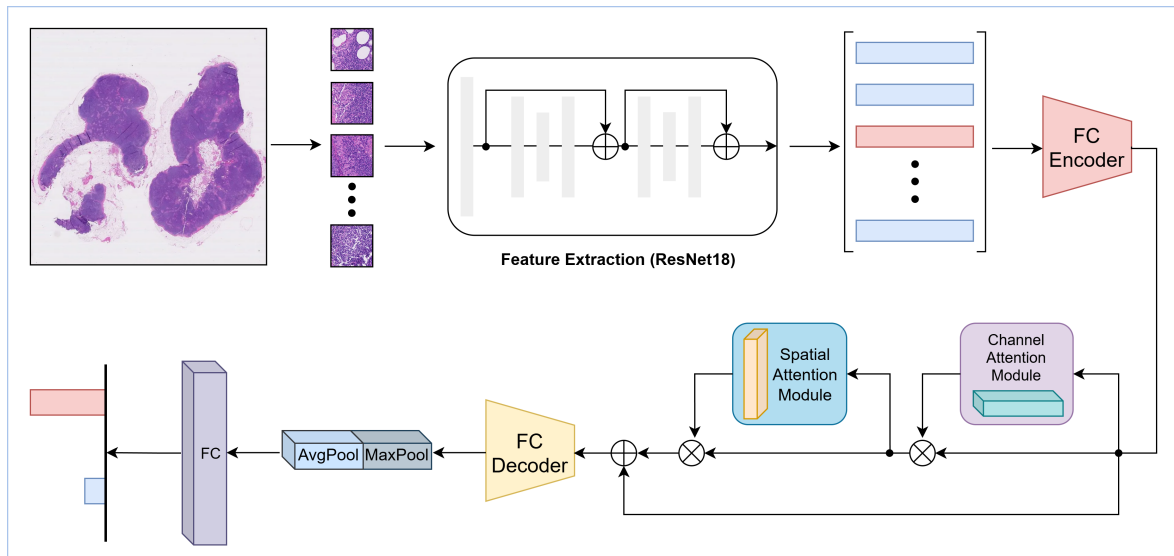 FC
Encoder
Feature Extraction (ResNet18)
Spatial
Attention
Module
Channel
Attention
Module
FC
AvgPool
MaxPool
FC
Decoder